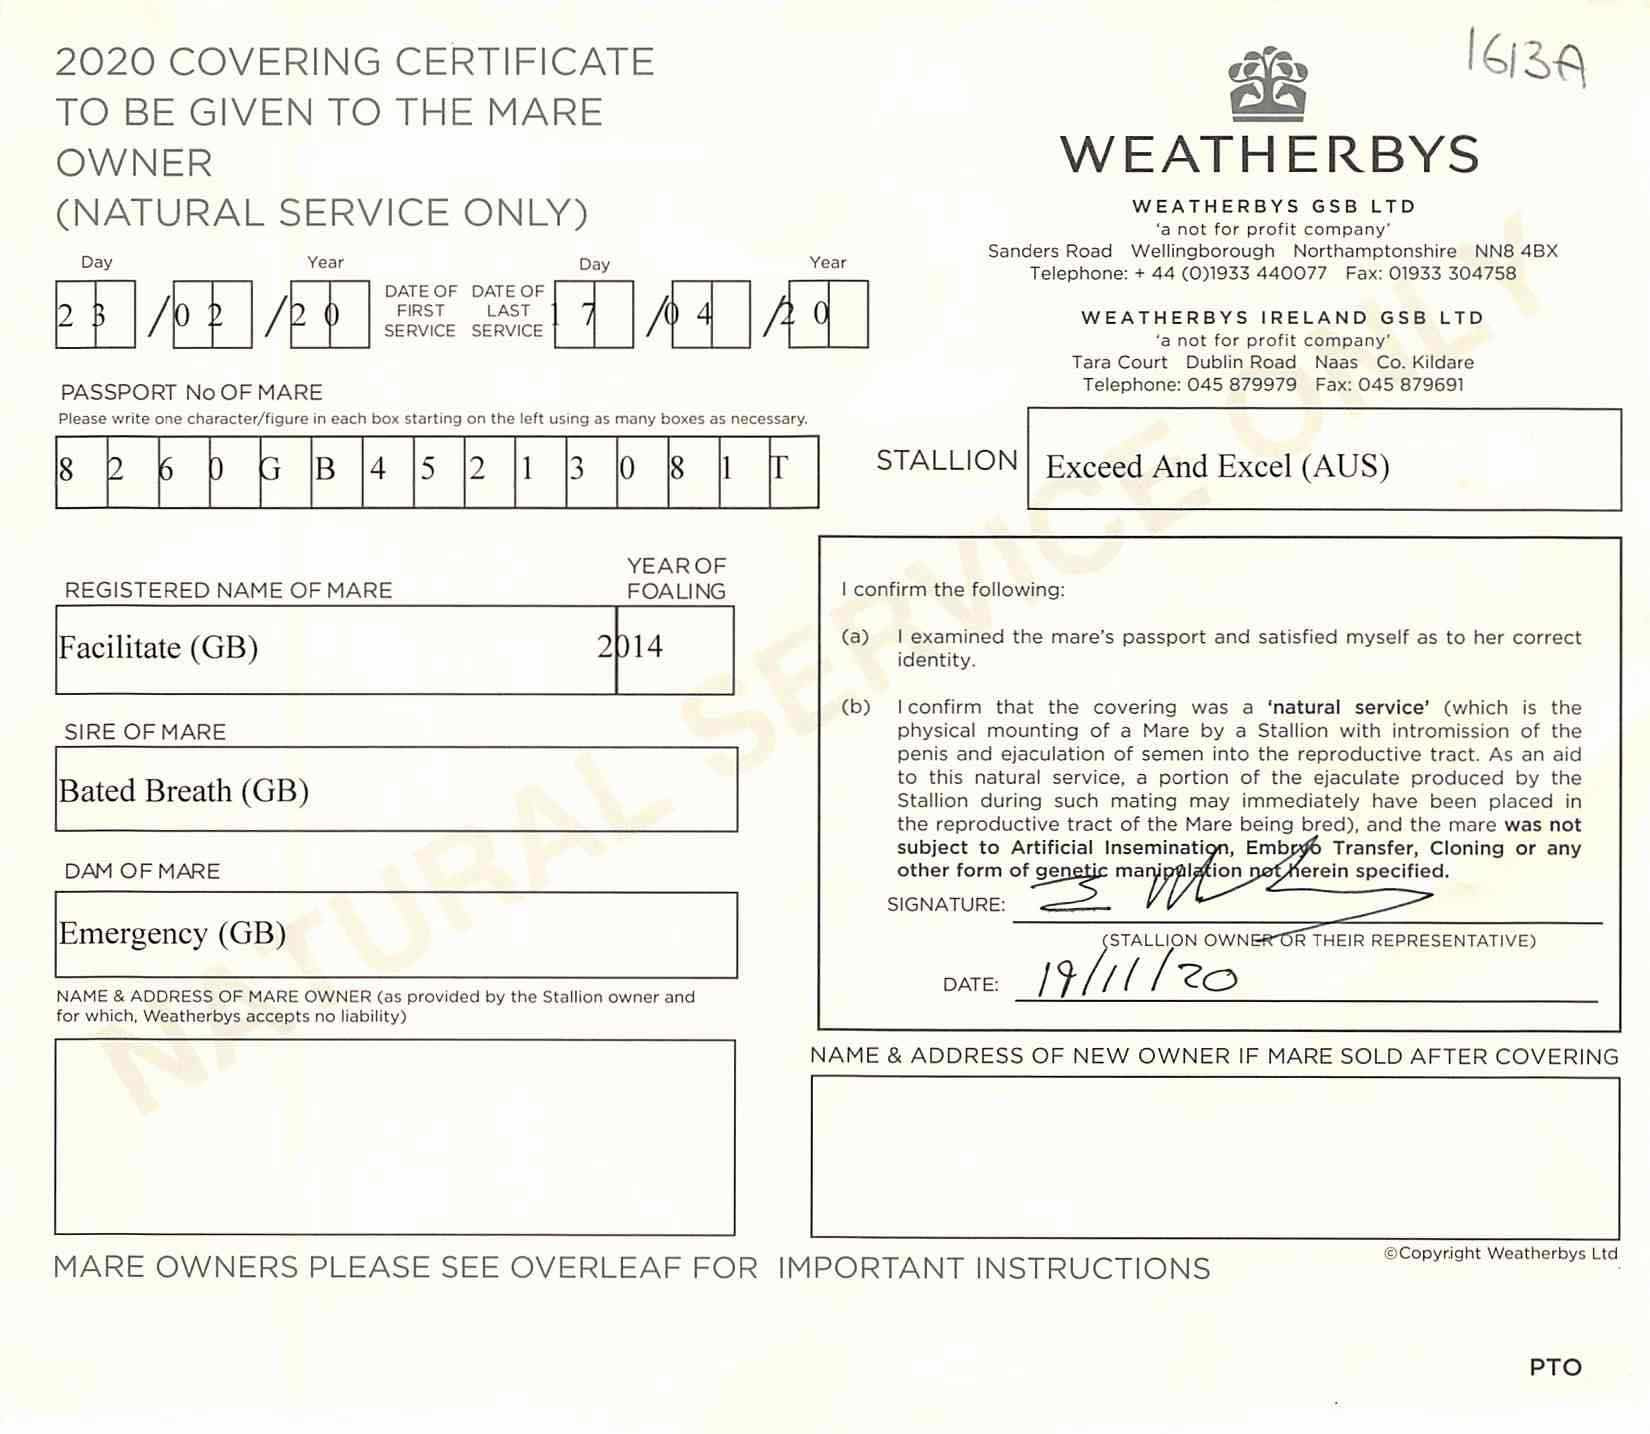 2020 COVERING CERTIFICATE
TO BE GIVEN TO THE MARE
OWNER
(NATURAL SERVICE ONLY)
1613A
WEATHERBYS
WEATHERBYS GSB LTD
'a not for profit company'
Sanders Road Wellingborough Northamptonshire NN8 4BX
Telephone: + 44 (0)1933 440077 Fax: 01933 304758
WEATHERBYS IRELAND GSB LTD
'a not for profit company'
Tara Court Dublin Road Naas Co. Kildare
Telephone: 045 879979 Fax: 045 879691
Day Year Day Year
23/02/20 DATE OF FIRST SERVICE DATE OF LAST SERVICE 17/04/20
PASSPORT No OF MARE
Please write one character/figure in each box starting on the left using as many boxes as necessary.
8260GB45213081T
STALLION Exceed And Excel (AUS)
REGISTERED NAME OF MARE YEAR OF FOALING
Facilitate (GB) 2014
SIRE OF MARE
Bated Breath (GB)
DAM OF MARE
Emergency (GB)
NAME & ADDRESS OF MARE OWNER (as provided by the Stallion owner and
for which, Weatherbys accepts no liability)
I confirm the following:
(a) I examined the mare's passport and satisfied myself as to her correct
identity.
(b) I confirm that the covering was a 'natural service' (which is the
physical mounting of a Mare by a Stallion with intromission of the
penis and ejaculation of semen into the reproductive tract. As an aid
to this natural service, a portion of the ejaculate produced by the
Stallion during such mating may immediately have been placed in
the reproductive tract of the Mare being bred), and the mare was not
subject to Artificial Insemination, Embryo Transfer, Cloning or any
other form of genetic manipulation not herein specified.
SIGNATURE:
(STALLION OWNER OR THEIR REPRESENTATIVE)
DATE: 19/11/20
NAME & ADDRESS OF NEW OWNER IF MARE SOLD AFTER COVERING
©Copyright Weatherbys Ltd
MARE OWNERS PLEASE SEE OVERLEAF FOR IMPORTANT INSTRUCTIONS
PTO
NATURAL SERVICE ONLY